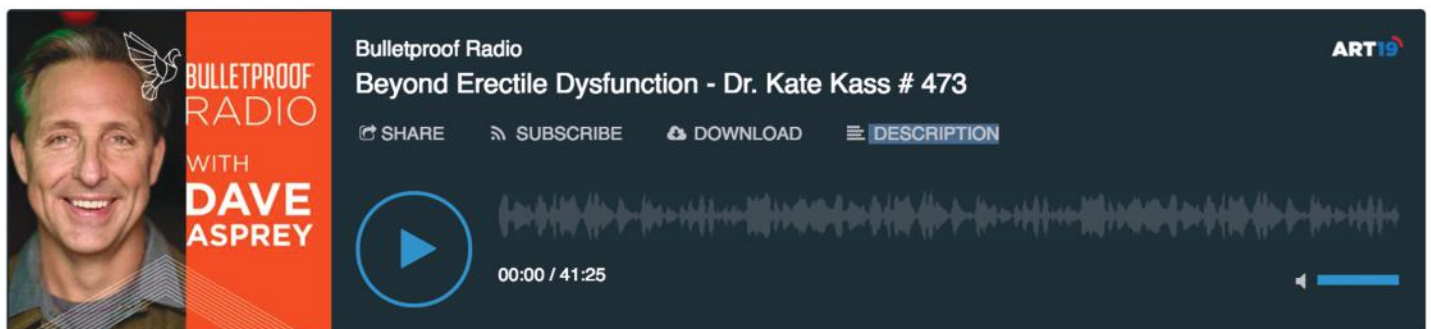 BULLETPROOF
RADIO
WITH
DAVE
ASPREY
Bulletproof Radio
Beyond Erectile Dysfunction - Dr. Kate Kass # 473
SHARE SUBSCRIBE DOWNLOAD DESCRIPTION
00:00 / 41:25
ART19